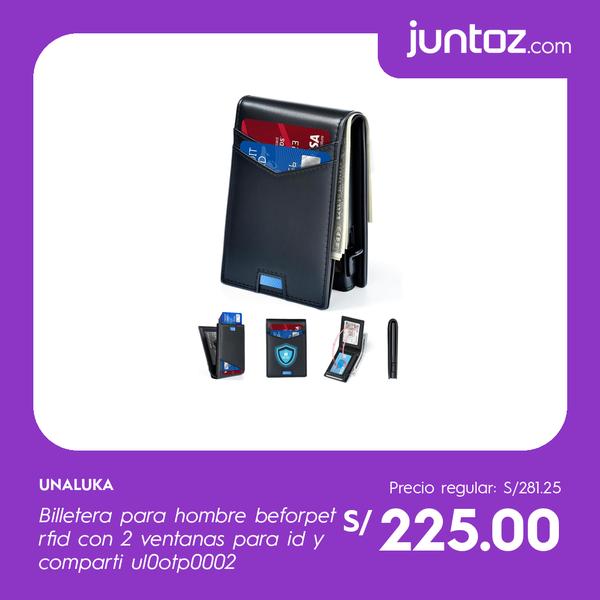 juntoz.com
VISA
UNALUKA
Billetera para hombre beforpet
rfid con 2 ventanas para id y
comparti ul0otp0002
Precio regular: S/281.25
S/ 225.00